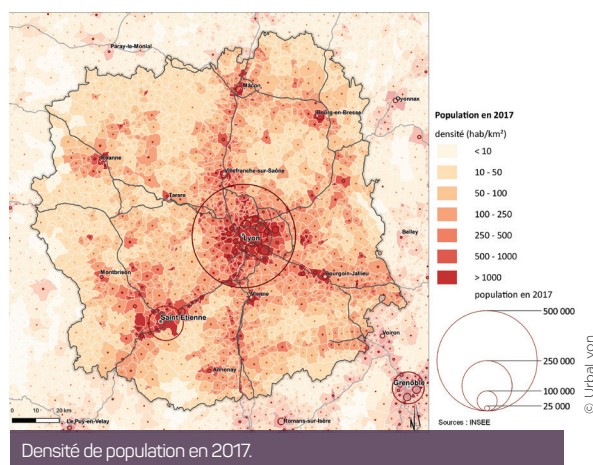 Paray-le-Monial
Mâcon
Bourg-en-Bresse
Oyonnax
Roanne
Villefranche-sur-Saône
Tarare
Lyon
Belley
Montbrison
Bourgoin-Jallieu
Vienne
Saint-Étienne
Voiron
Annonay
Grenoble
0 10 20 km
Le Puy-en-Velay
Romans-sur-Isère
N
Population en 2017
densité (hab/km²)
< 10
10 - 50
50 - 100
100 - 250
250 - 500
500 - 1000
> 1000
population en 2017
500 000
250 000
100 000
25 000
Sources : INSEE
© UrbaLyon
Densité de population en 2017.